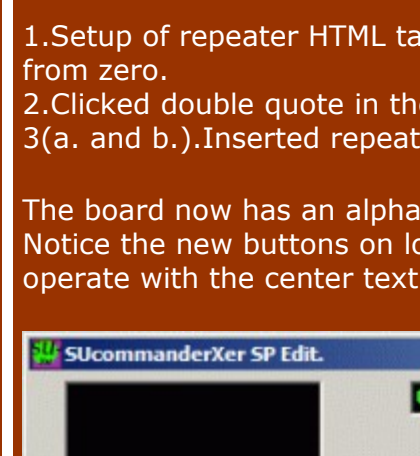 1.Setup of repeater HTML ta
from zero.
2.Clicked double quote in the
3(a. and b.).Inserted repeat
The board now has an alpha
Notice the new buttons on lo
operate with the center text
SUcommanderXer SP Edit.